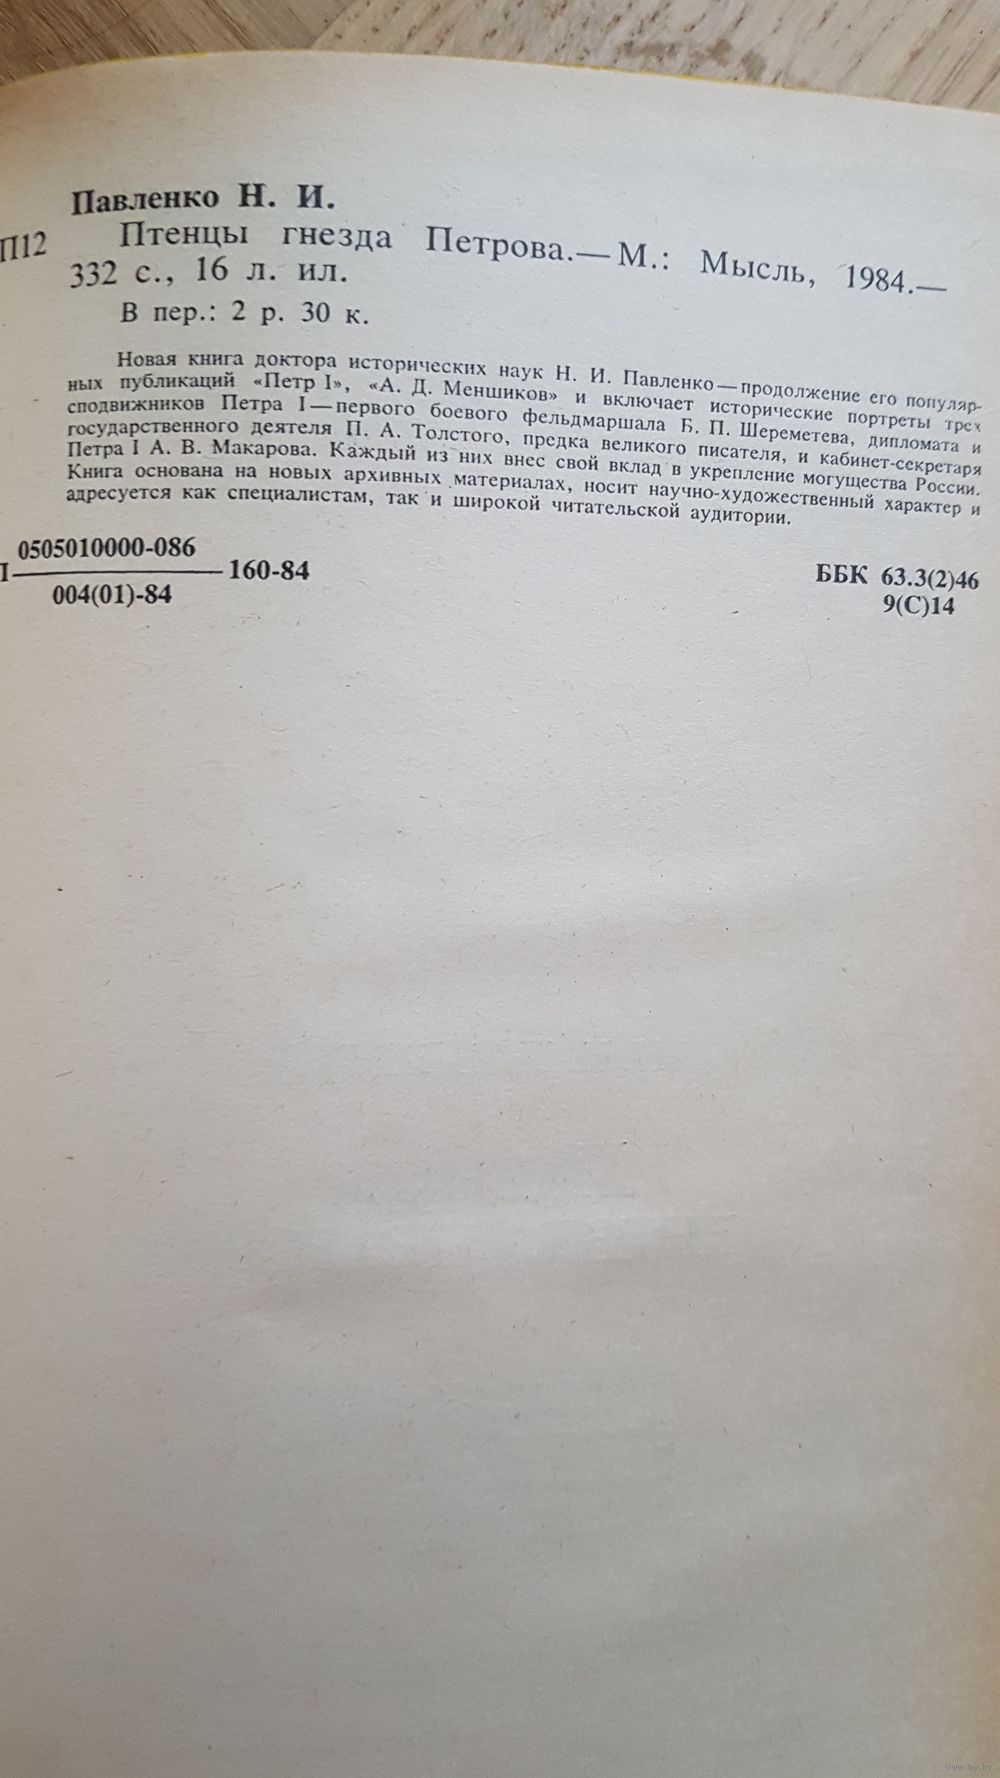 Павленко Н. И.
П12 Птенцы гнезда Петрова.— М.: Мысль, 1984.—
332 с., 16 л. ил.
В пер.: 2 р. 30 к.
Новая книга доктора исторических наук Н. И. Павленко — продолжение его популяр-
ных публикаций «Петр I», «А. Д. Меншиков» и включает исторические портреты трех
сподвижников Петра I — первого боевого фельдмаршала Б. П. Шереметева, дипломата и
государственного деятеля П. А. Толстого, предка великого писателя, и кабинет-секретаря
Петра I А. В. Макарова. Каждый из них внес свой вклад в укрепление могущества России.
Книга основана на новых архивных материалах, носит научно-художественный характер и
адресуется как специалистам, так и широкой читательской аудитории.
0505010000-086
160-84
004(01)-84
ББК 63.3(2)46
9(С)14
www.ay.by